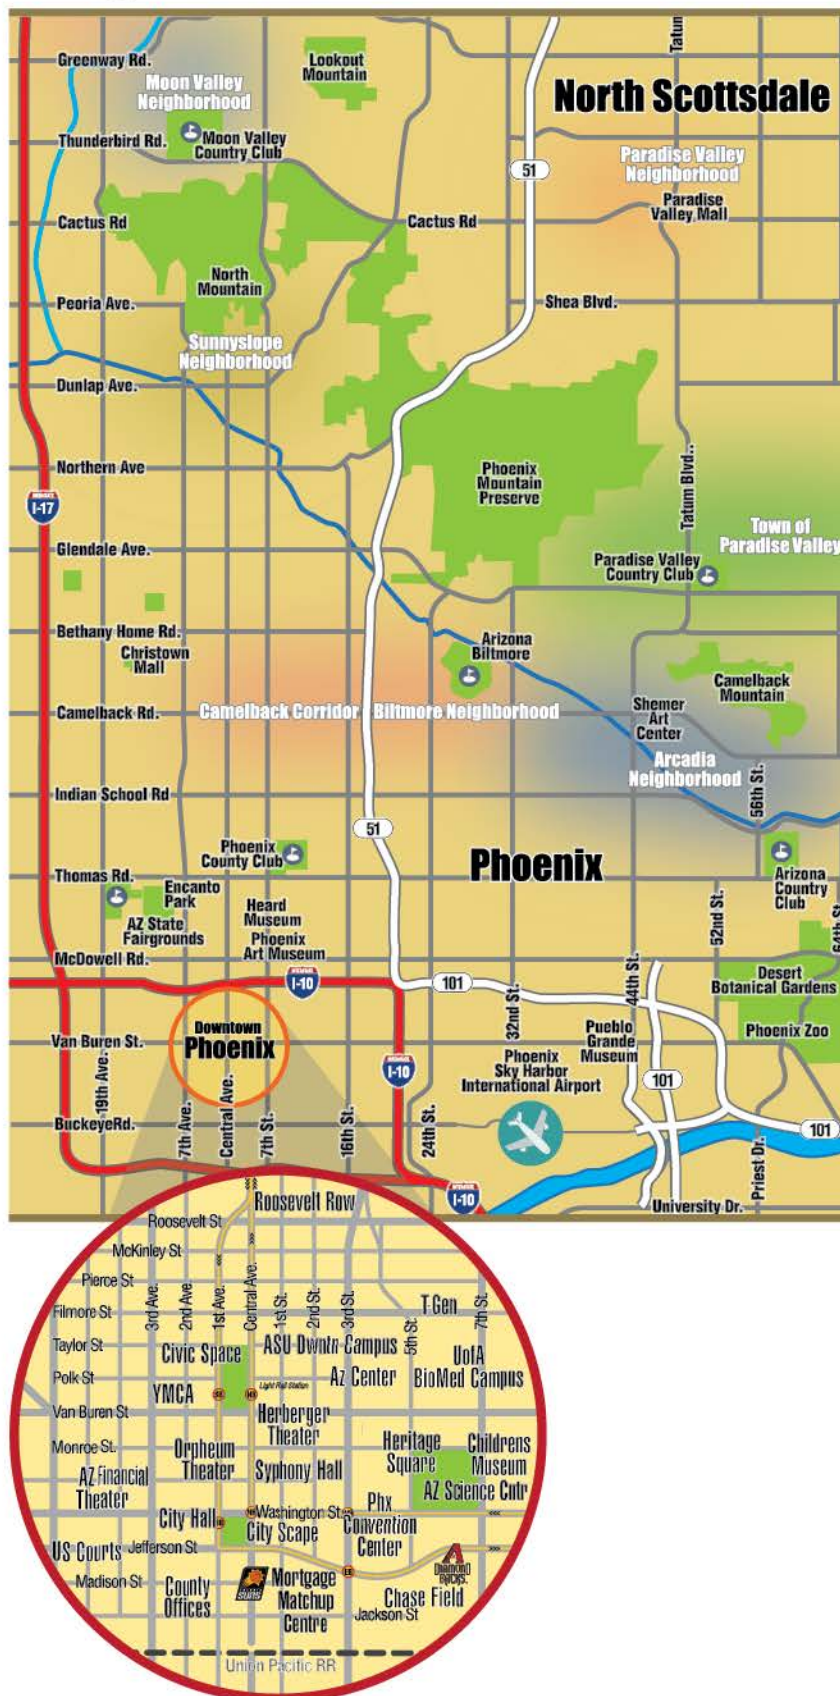 Greenway Rd.
Moon Valley
Neighborhood
Lookout
Mountain
Tatum
North Scottsdale
Thunderbird Rd.
Moon Valley
Country Club
51
Paradise Valley
Neighborhood
Paradise
Valley Mall
Cactus Rd
Cactus Rd
North
Mountain
Peoria Ave.
Shea Blvd.
Sunnyslope
Neighborhood
Dunlap Ave.
Northern Ave
Phoenix
Mountain
Preserve
Tatum Blvd..
I-17
Town of
Paradise Valley
Glendale Ave.
Paradise Valley
Country Club
Bethany Home Rd.
Christown
Mall
Arizona
Biltmore
Camelback
Mountain
Camelback Rd.
Camelback Corridor
Biltmore Neighborhood
Shemer
Art
Center
Arcadia
Neighborhood
Indian School Rd
56th St.
51
Phoenix
County Club
Phoenix
Thomas Rd.
Encanto
Park
Arizona
Country
Club
AZ State
Fairgrounds
Heard
Museum
Phoenix
Art Museum
52nd St.
64th St
McDowell Rd.
I-10
101
32nd St.
44th St.
Desert
Botanical Gardens
Downtown
Phoenix
Van Buren St.
Pueblo
Grande
Museum
Phoenix Zoo
I-10
Phoenix
Sky Harbor
International Airport
101
19th Ave.
7th Ave.
Central Ave.
7th St.
16th St.
24th St.
BuckeyeRd.
101
Priest Dr.
I-10
University Dr.
Roosevelt Row
Roosevelt St
McKinley St
Pierce St
3rd Ave.
2nd Ave.
1st Ave.
Central Ave.
1st St.
2nd St.
3rd St.
5th St.
7th St.
Filmore St
T Gen
Taylor St
Civic Space
ASU Dwntn Campus
UofA
BioMed Campus
Polk St
YMCA
Light Rail Station
Az Center
Van Buren St
Herberger
Theater
Monroe St.
Orpheum
Theater
Syphony Hall
Heritage
Square
Childrens
Museum
AZ Financial
Theater
AZ Science Cntr
City Hall
Washington St
Phx
Convention
Center
City Scape
US Courts
Jefferson St
DIAMOND
BACKS.
Madison St
County
Offices
SUNS
Mortgage
Matchup
Centre
Chase Field
Jackson St
Union Pacific RR